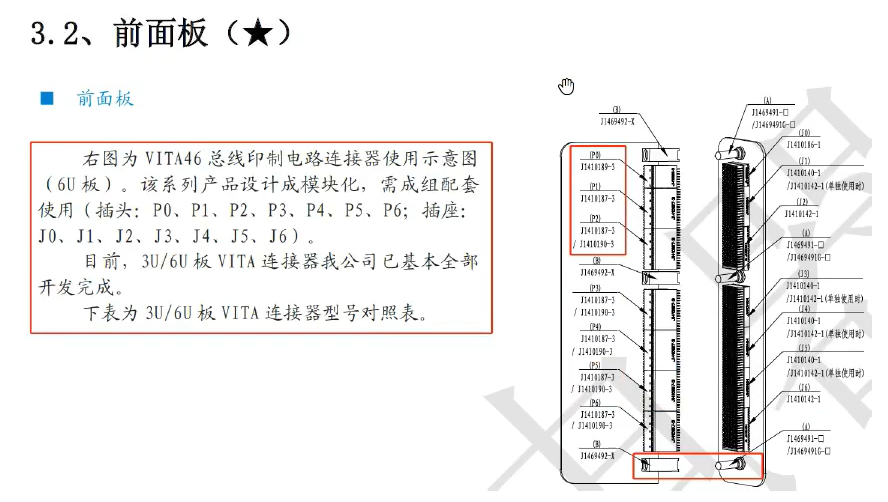 3.2、前面板（★）
■ 前面板
右图为 VITA46 总线印制电路连接器使用示意图
（6U 板）。该系列产品设计成模块化，需成组配套
使用（插头：P0、P1、P2、P3、P4、P5、P6；插座：
J0、J1、J2、J3、J4、J5、J6）。
目前，3U/6U 板 VITA 连接器我公司已基本全部
开发完成。
下表为 3U/6U 板 VITA 连接器型号对照表。
(B)
J1469492-X
(P0)
J1410189-3
(P1)
J1410187-3
(P2)
J1410187-3
/ J1410190-3
(B)
J1469492-X
(P3)
J1410187-3
/ J1410190-3
(P4)
J1410187-3
/ J1410190-3
(P5)
J1410187-3
/ J1410190-3
(P6)
J1410187-3
/ J1410190-3
(B)
J1469492-X
(A)
J1469491-□
/J1469491G-□
(J0)
J1410186-1
(J1)
J1410140-1
/J1410142-1(单独使用时)
(J2)
J1410142-1
(A)
J1469491-□
/J1469491G-□
(J3)
J1410140-1
/J1410142-1(单独使用时)
(J4)
J1410140-1
/J1410142-1(单独使用时)
(J5)
J1410140-1
/J1410142-1(单独使用时)
(J6)
J1410142-1
(A)
J1469491-□
/J1469491G-□